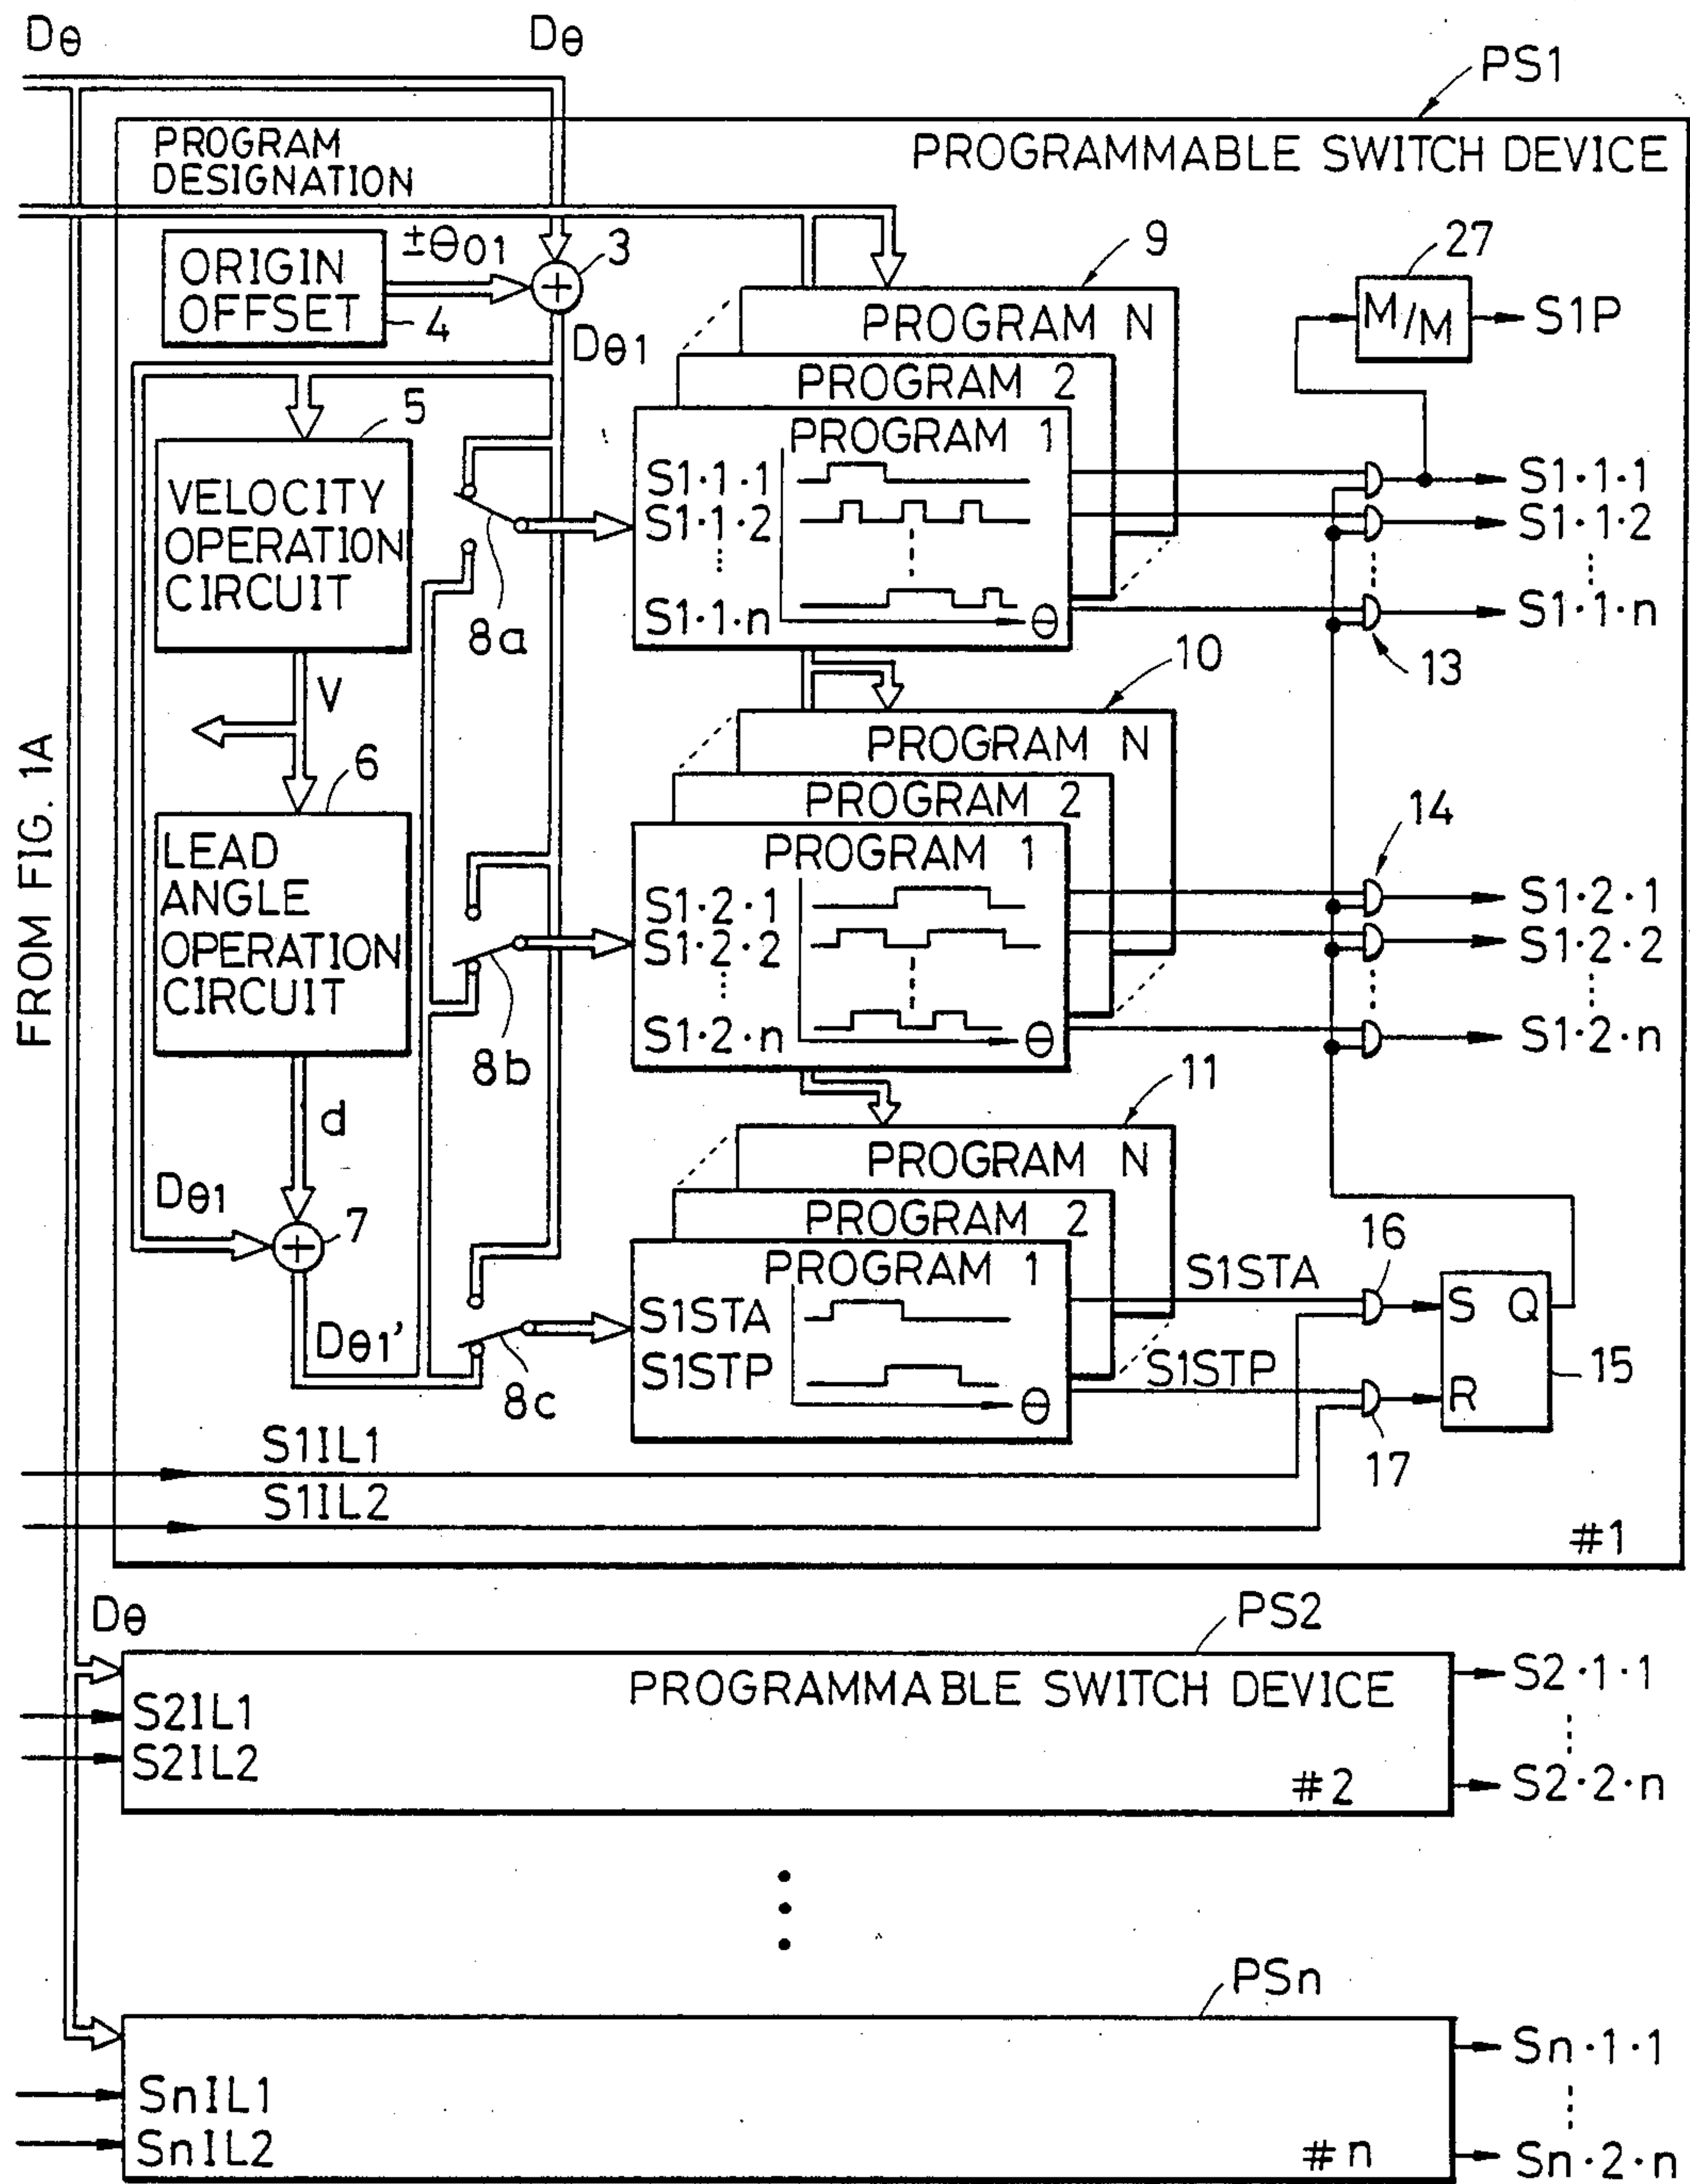 Dθ
Dθ
PS1
PROGRAM
DESIGNATION
PROGRAMMABLE SWITCH DEVICE
ORIGIN
OFFSET
4
±θ01
3
Dθ1
9
27
M/M
S1P
PROGRAM N
PROGRAM 2
PROGRAM 1
S1·1·1
S1·1·2
S1·1·n
θ
S1·1·1
S1·1·2
S1·1·n
13
5
VELOCITY
OPERATION
CIRCUIT
8a
V
10
PROGRAM N
PROGRAM 2
PROGRAM 1
S1·2·1
S1·2·2
S1·2·n
θ
14
S1·2·1
S1·2·2
S1·2·n
FROM FIG. 1A
6
LEAD
ANGLE
OPERATION
CIRCUIT
8b
d
Dθ1
7
Dθ1'
11
PROGRAM N
PROGRAM 2
PROGRAM 1
S1STA
S1STP
θ
8c
S1STA
S1STP
16
17
S Q
R
15
S1IL1
S1IL2
#1
Dθ
PS2
PROGRAMMABLE SWITCH DEVICE
S2IL1
S2IL2
#2
S2·1·1
S2·2·n
PSn
SnIL1
SnIL2
#n
Sn·1·1
Sn·2·n